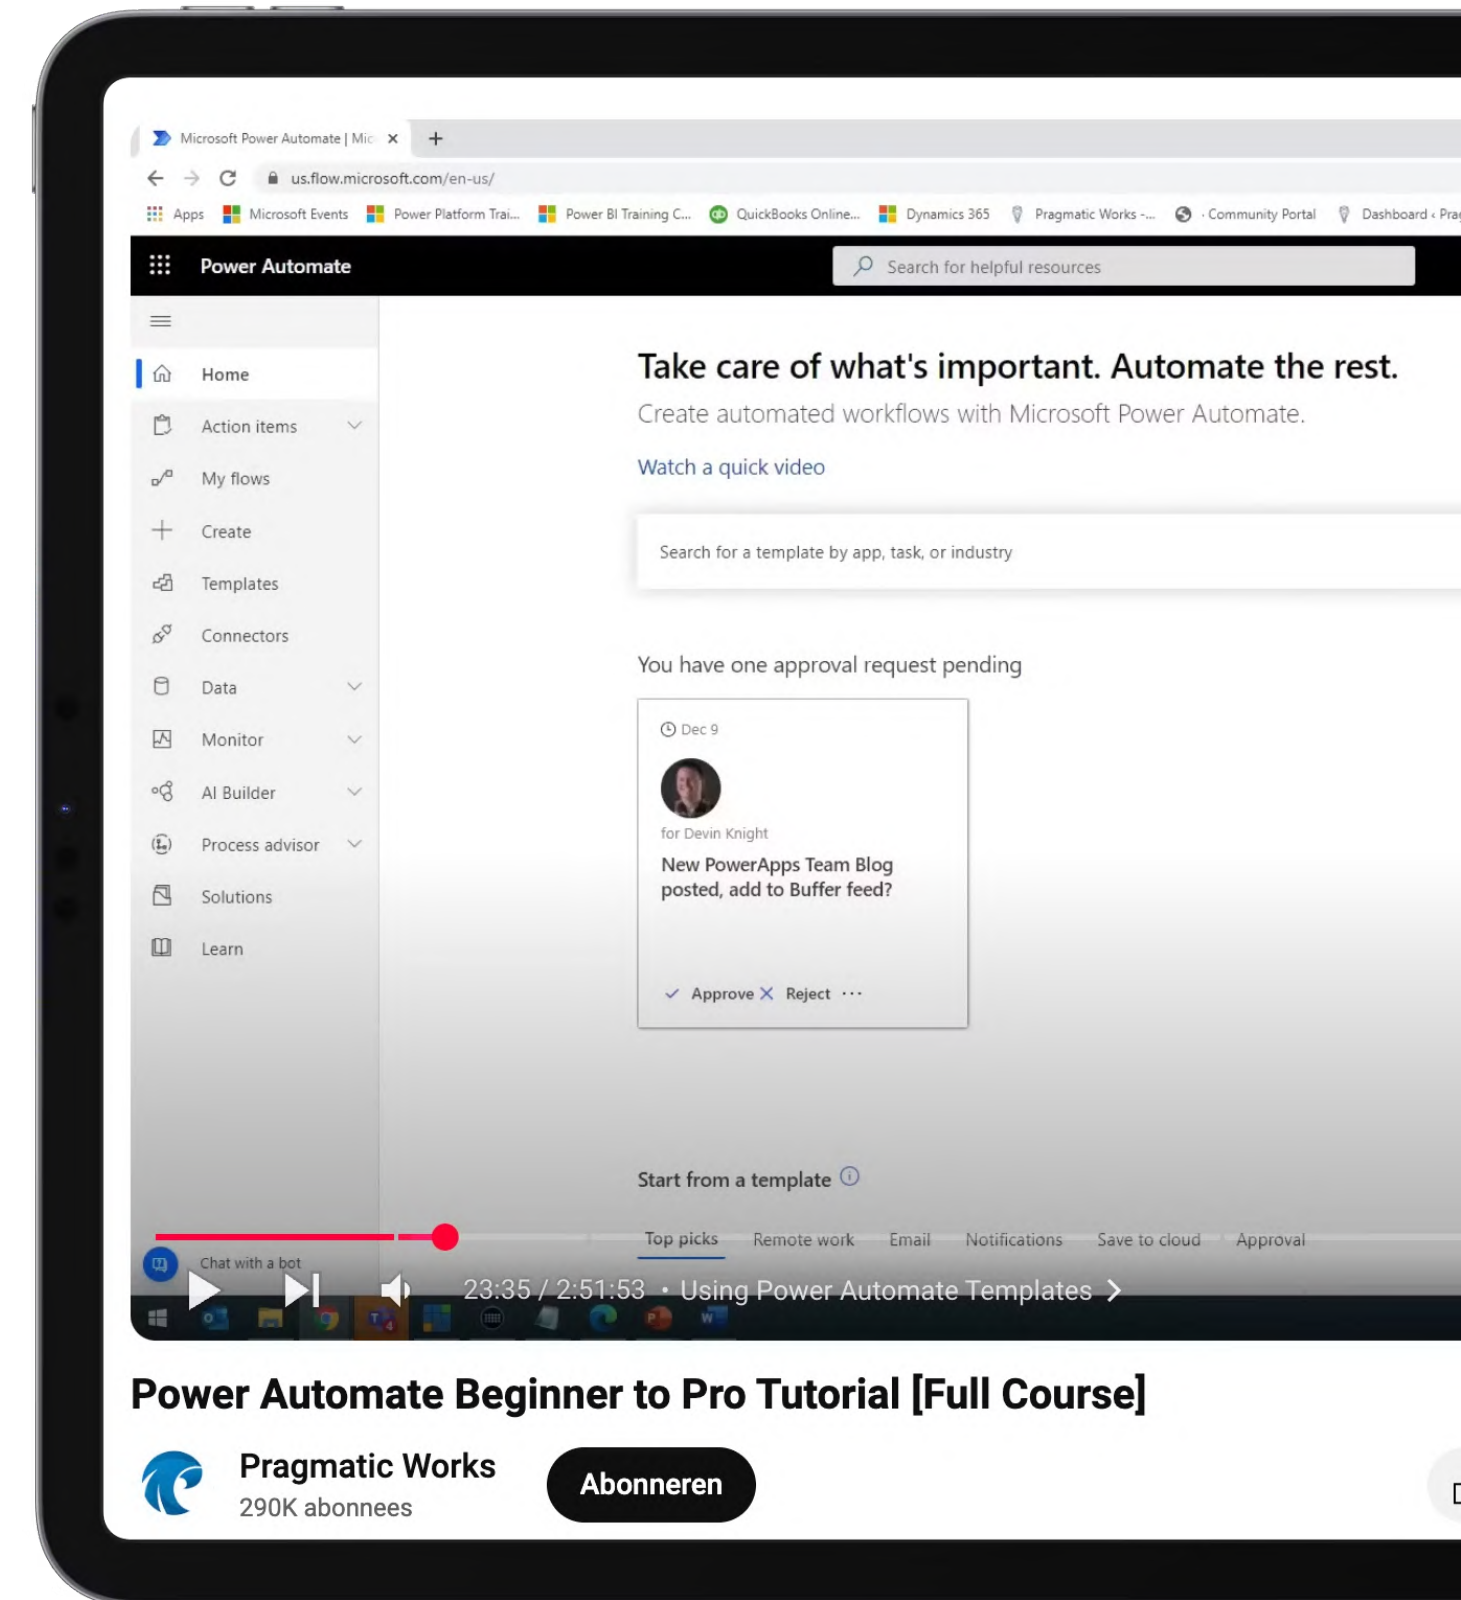 Microsoft Power Automate | Mic
us.flow.microsoft.com/en-us/
Apps Microsoft Events Power Platform Trai... Power BI Training C... QuickBooks Online... Dynamics 365 Pragmatic Works -... · Community Portal Dashboard ‹ Prag
Power Automate Search for helpful resources
Home
Action items
My flows
Create
Templates
Connectors
Data
Monitor
AI Builder
Process advisor
Solutions
Learn
Chat with a bot
Take care of what's important. Automate the rest.
Create automated workflows with Microsoft Power Automate.
Watch a quick video
Search for a template by app, task, or industry
You have one approval request pending
Dec 9
for Devin Knight
New PowerApps Team Blog
posted, add to Buffer feed?
Approve Reject ...
Start from a template
Top picks Remote work Email Notifications Save to cloud Approval
23:35 / 2:51:53 • Using Power Automate Templates
Power Automate Beginner to Pro Tutorial [Full Course]
Pragmatic Works
290K abonnees
Abonneren